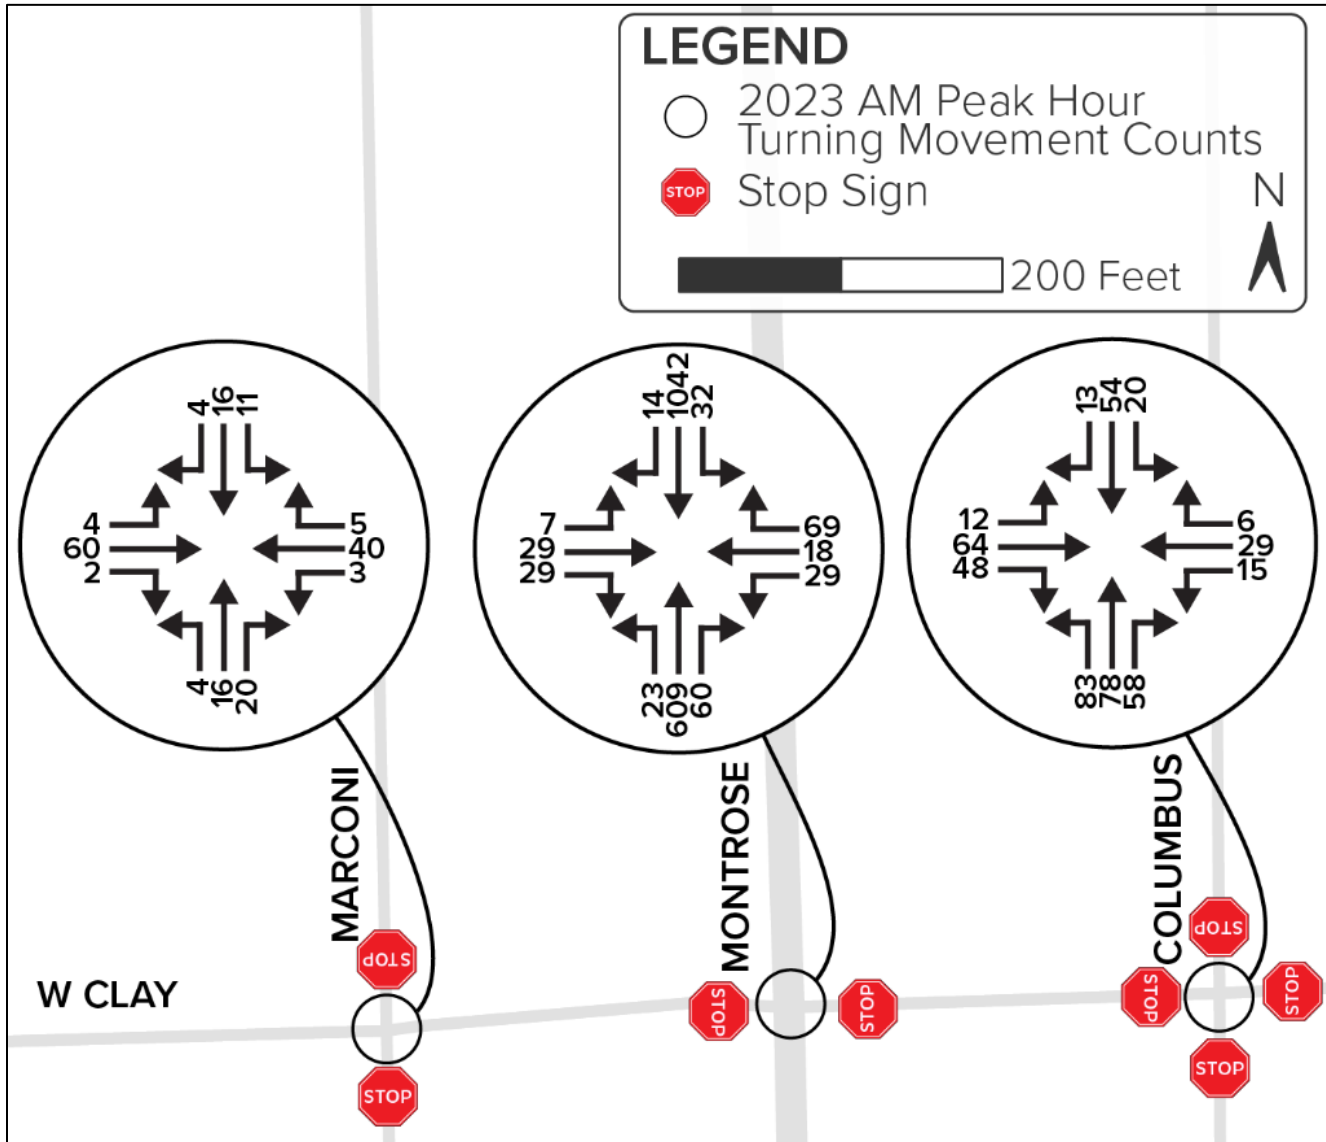 LEGEND
2023 AM Peak Hour
Turning Movement Counts
STOP
Stop Sign
N
200 Feet
4
16
11
4
60
2
5
40
3
4
16
20
14
1042
32
7
29
29
69
18
29
23
609
60
13
54
20
12
64
48
6
29
15
83
78
58
MARCONI
MONTROSE
COLUMBUS
W CLAY
STOP
STOP
STOP
STOP
STOP
STOP
STOP
STOP